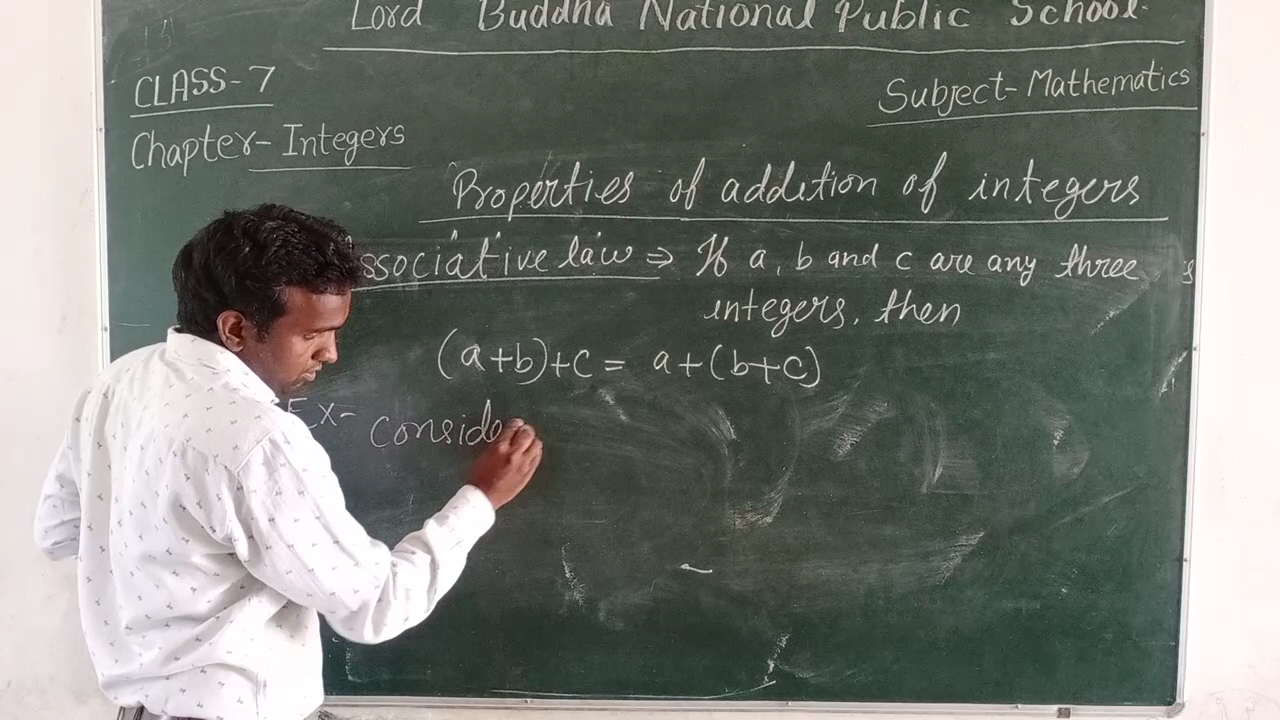 Lord Buddha National Public School
CLASS-7
Subject-Mathematics
Chapter-Integers
Properties of addition of integers
ssociative law ⇒ If a, b and c are any three
integers, then
(a+b)+c = a+(b+c)
Ex- conside